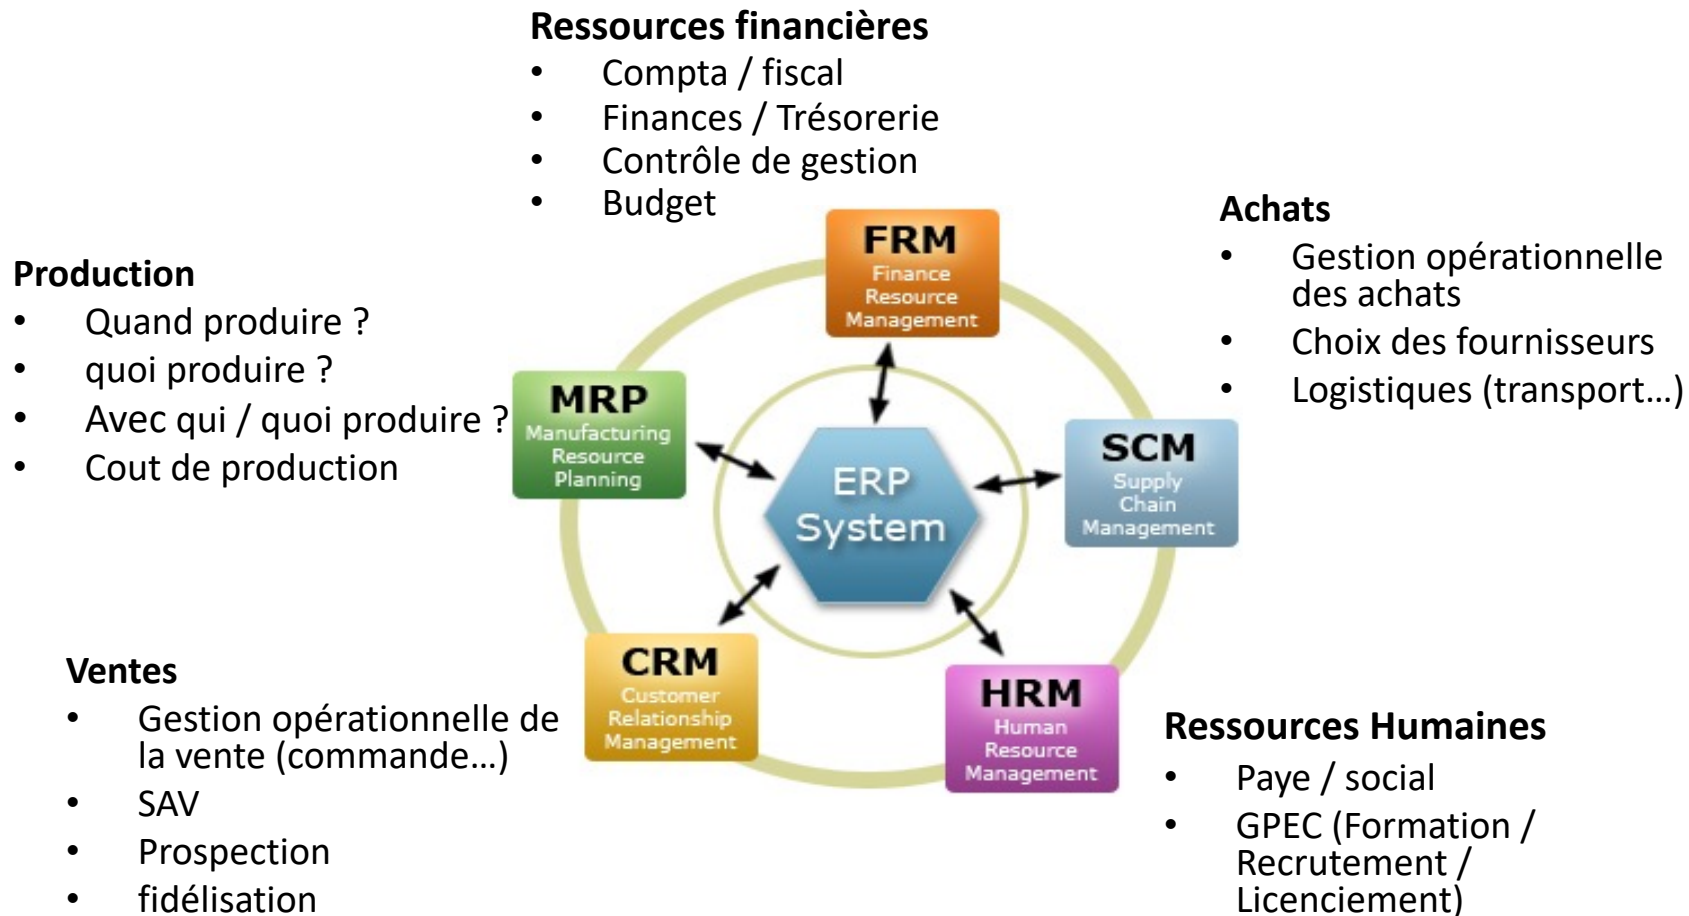 Ressources financières
• Compta / fiscal
• Finances / Trésorerie
• Contrôle de gestion
• Budget
Achats
• Gestion opérationnelle
des achats
• Choix des fournisseurs
• Logistiques (transport…)
Production
• Quand produire ?
• quoi produire ?
• Avec qui / quoi produire ?
• Cout de production
FRM
Finance
Resource
Management
MRP
Manufacturing
Resource
Planning
ERP
System
SCM
Supply
Chain
Management
CRM
Customer
Relationship
Management
HRM
Human
Resource
Management
Ventes
• Gestion opérationnelle de
la vente (commande…)
• SAV
• Prospection
• fidélisation
Ressources Humaines
• Paye / social
• GPEC (Formation /
Recrutement /
Licenciement)